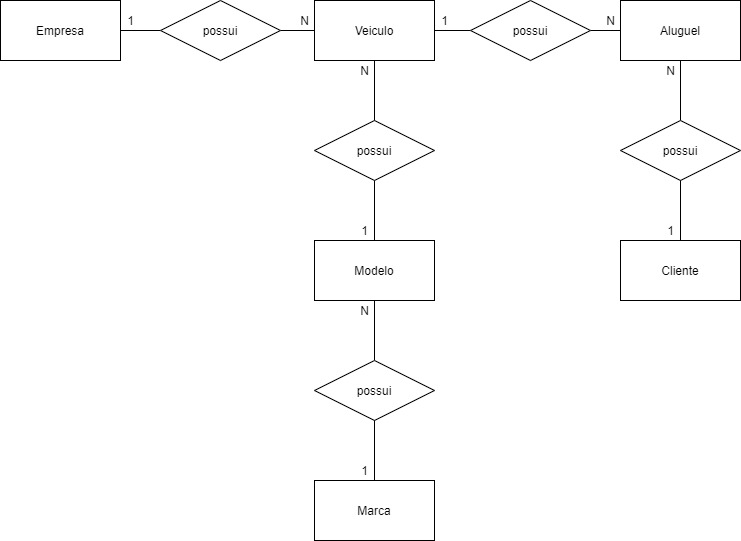 Empresa 1 possui N Veiculo 1 possui N Aluguel
N N
possui possui
1 1
Modelo Cliente
N
possui
1
Marca